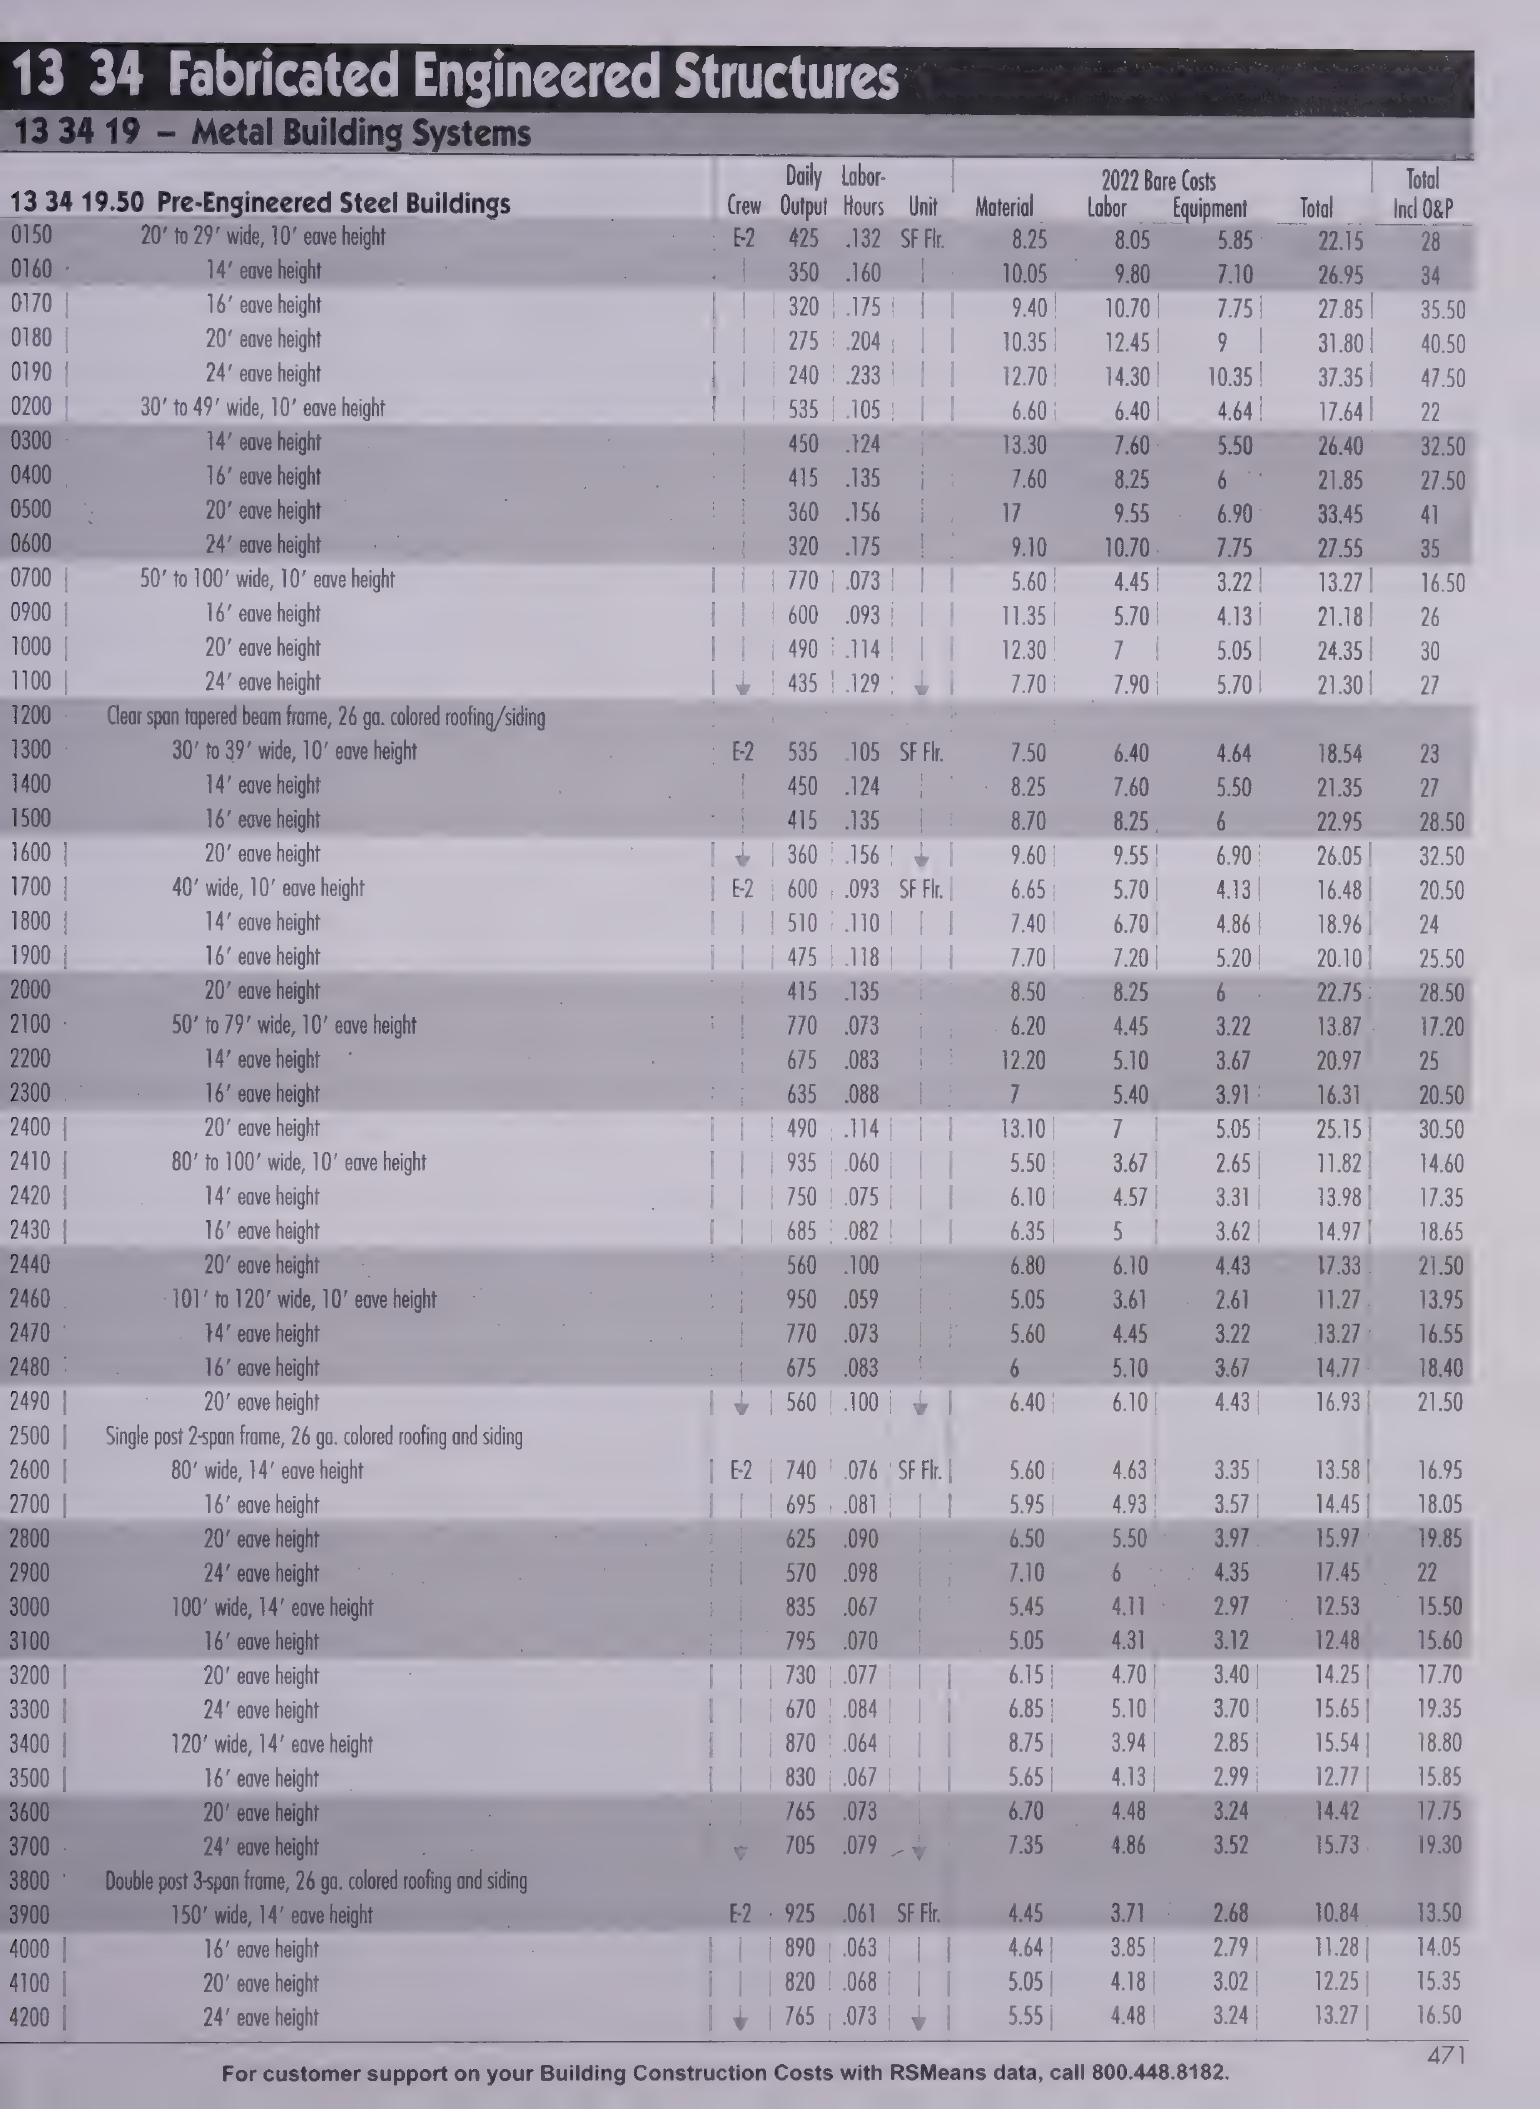 13 34 Fabricated Engineered Structures
13 34 19 – Metal Building Systems
13 34 19.50 Pre-Engineered Steel Buildings Crew Daily Output Labor-Hours Unit Material 2022 Bare Costs Labor Equipment Total Total Incl O&P
0150 20' to 29' wide, 10' eave height E-2 425 .132 SF Flr. 8.25 8.05 5.85 22.15 28
0160 14' eave height 350 .160 10.05 9.80 7.10 26.95 34
0170 16' eave height 320 .175 9.40 10.70 7.75 27.85 35.50
0180 20' eave height 275 .204 10.35 12.45 9 31.80 40.50
0190 24' eave height 240 .233 12.70 14.30 10.35 37.35 47.50
0200 30' to 49' wide, 10' eave height 535 .105 6.60 6.40 4.64 17.64 22
0300 14' eave height 450 .124 13.30 7.60 5.50 26.40 32.50
0400 16' eave height 415 .135 7.60 8.25 6 21.85 27.50
0500 20' eave height 360 .156 17 9.55 6.90 33.45 41
0600 24' eave height 320 .175 9.10 10.70 7.75 27.55 35
0700 50' to 100' wide, 10' eave height 770 .073 5.60 4.45 3.22 13.27 16.50
0900 16' eave height 600 .093 11.35 5.70 4.13 21.18 26
1000 20' eave height 490 .114 12.30 7 5.05 24.35 30
1100 24' eave height 435 .129 7.70 7.90 5.70 21.30 27
1200 Clear span tapered beam frame, 26 ga. colored roofing/siding
1300 30' to 39' wide, 10' eave height E-2 535 .105 SF Flr. 7.50 6.40 4.64 18.54 23
1400 14' eave height 450 .124 8.25 7.60 5.50 21.35 27
1500 16' eave height 415 .135 8.70 8.25 6 22.95 28.50
1600 20' eave height 360 .156 9.60 9.55 6.90 26.05 32.50
1700 40' wide, 10' eave height E-2 600 .093 SF Flr. 6.65 5.70 4.13 16.48 20.50
1800 14' eave height 510 .110 7.40 6.70 4.86 18.96 24
1900 16' eave height 475 .118 7.70 7.20 5.20 20.10 25.50
2000 20' eave height 415 .135 8.50 8.25 6 22.75 28.50
2100 50' to 79' wide, 10' eave height 770 .073 6.20 4.45 3.22 13.87 17.20
2200 14' eave height 675 .083 12.20 5.10 3.67 20.97 25
2300 16' eave height 635 .088 7 5.40 3.91 16.31 20.50
2400 20' eave height 490 .114 13.10 7 5.05 25.15 30.50
2410 80' to 100' wide, 10' eave height 935 .060 5.50 3.67 2.65 11.82 14.60
2420 14' eave height 750 .075 6.10 4.57 3.31 13.98 17.35
2430 16' eave height 685 .082 6.35 5 3.62 14.97 18.65
2440 20' eave height 560 .100 6.80 6.10 4.43 17.33 21.50
2460 101' to 120' wide, 10' eave height 950 .059 5.05 3.61 2.61 11.27 13.95
2470 14' eave height 770 .073 5.60 4.45 3.22 13.27 16.55
2480 16' eave height 675 .083 6 5.10 3.67 14.77 18.40
2490 20' eave height 560 .100 6.40 6.10 4.43 16.93 21.50
2500 Single post 2-span frame, 26 ga. colored roofing and siding
2600 80' wide, 14' eave height E-2 740 .076 SF Flr. 5.60 4.63 3.35 13.58 16.95
2700 16' eave height 695 .081 5.95 4.93 3.57 14.45 18.05
2800 20' eave height 625 .090 6.50 5.50 3.97 15.97 19.85
2900 24' eave height 570 .098 7.10 6 4.35 17.45 22
3000 100' wide, 14' eave height 835 .067 5.45 4.11 2.97 12.53 15.50
3100 16' eave height 795 .070 5.05 4.31 3.12 12.48 15.60
3200 20' eave height 730 .077 6.15 4.70 3.40 14.25 17.70
3300 24' eave height 670 .084 6.85 5.10 3.70 15.65 19.35
3400 120' wide, 14' eave height 870 .064 8.75 3.94 2.85 15.54 18.80
3500 16' eave height 830 .067 5.65 4.13 2.99 12.77 15.85
3600 20' eave height 765 .073 6.70 4.48 3.24 14.42 17.75
3700 24' eave height 705 .079 7.35 4.86 3.52 15.73 19.30
3800 Double post 3-span frame, 26 ga. colored roofing and siding
3900 150' wide, 14' eave height E-2 925 .061 SF Flr. 4.45 3.71 2.68 10.84 13.50
4000 16' eave height 890 .063 4.64 3.85 2.79 11.28 14.05
4100 20' eave height 820 .068 5.05 4.18 3.02 12.25 15.35
4200 24' eave height 765 .073 5.55 4.48 3.24 13.27 16.50
For customer support on your Building Construction Costs with RSMeans data, call 800.448.8182.
471